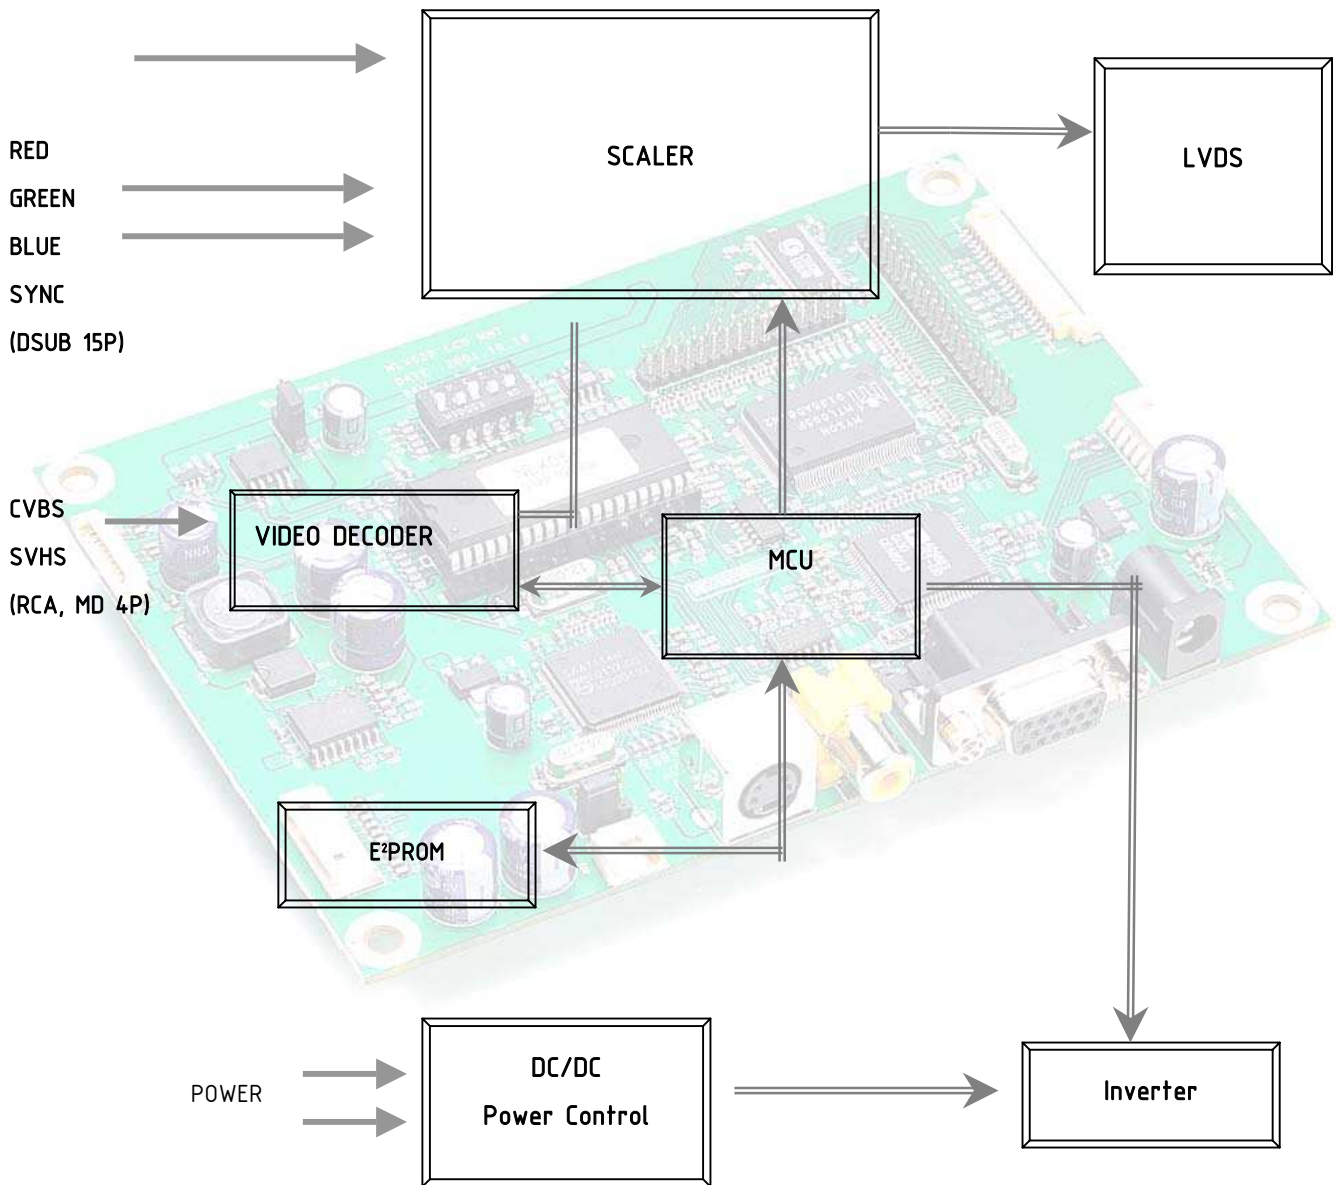 SCALER
LVDS
RED
GREEN
BLUE
SYNC
(DSUB 15P)
CVBS
SVHS
(RCA, MD 4P)
VIDEO DECODER
MCU
E²PROM
POWER
DC/DC
Power Control
Inverter